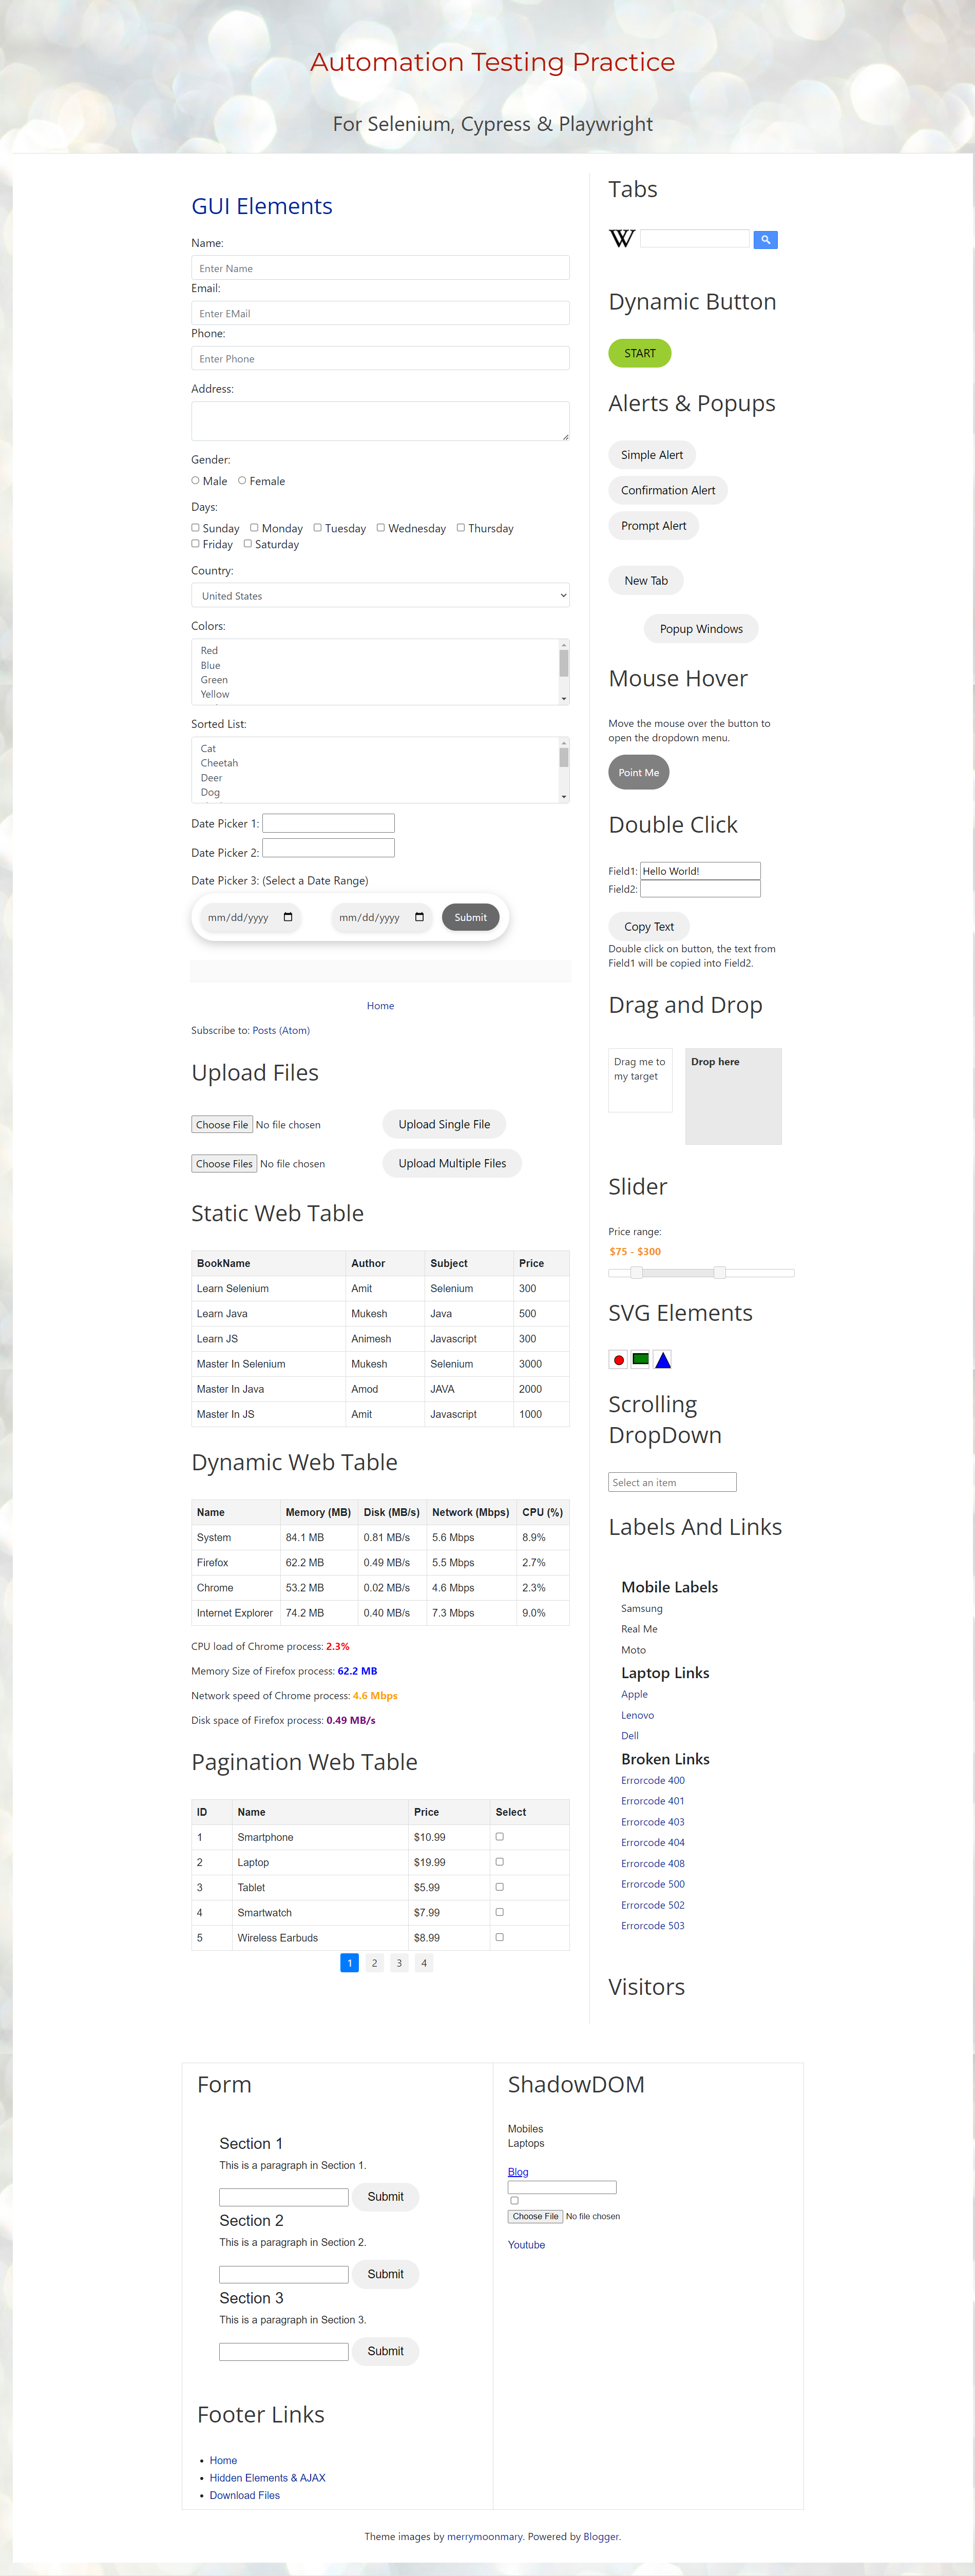 Automation Testing Practice
For Selenium, Cypress & Playwright
GUI Elements
Name:
Enter Name
Email:
Enter EMail
Phone:
Enter Phone
Address:
Gender:
Male Female
Days:
Sunday Monday Tuesday Wednesday Thursday
Friday Saturday
Country:
United States
Colors:
Red
Blue
Green
Yellow
Sorted List:
Cat
Cheetah
Deer
Dog
Date Picker 1:
Date Picker 2:
Date Picker 3: (Select a Date Range)
mm/dd/yyyy mm/dd/yyyy Submit
Home
Subscribe to: Posts (Atom)
Upload Files
Choose File No file chosen Upload Single File
Choose Files No file chosen Upload Multiple Files
Static Web Table
BookName Author Subject Price
Learn Selenium Amit Selenium 300
Learn Java Mukesh Java 500
Learn JS Animesh Javascript 300
Master In Selenium Mukesh Selenium 3000
Master In Java Amod JAVA 2000
Master In JS Amit Javascript 1000
Dynamic Web Table
Name Memory (MB) Disk (MB/s) Network (Mbps) CPU (%)
System 84.1 MB 0.81 MB/s 5.6 Mbps 8.9%
Firefox 62.2 MB 0.49 MB/s 5.5 Mbps 2.7%
Chrome 53.2 MB 0.02 MB/s 4.6 Mbps 2.3%
Internet Explorer 74.2 MB 0.40 MB/s 7.3 Mbps 9.0%
CPU load of Chrome process: 2.3%
Memory Size of Firefox process: 62.2 MB
Network speed of Chrome process: 4.6 Mbps
Disk space of Firefox process: 0.49 MB/s
Pagination Web Table
ID Name Price Select
1 Smartphone $10.99
2 Laptop $19.99
3 Tablet $5.99
4 Smartwatch $7.99
5 Wireless Earbuds $8.99
1 2 3 4
Tabs
W
Dynamic Button
START
Alerts & Popups
Simple Alert
Confirmation Alert
Prompt Alert
New Tab
Popup Windows
Mouse Hover
Move the mouse over the button to
open the dropdown menu.
Point Me
Double Click
Field1: Hello World!
Field2:
Copy Text
Double click on button, the text from
Field1 will be copied into Field2.
Drag and Drop
Drag me to
my target
Drop here
Slider
Price range:
$75 - $300
SVG Elements
Scrolling
DropDown
Select an item
Labels And Links
Mobile Labels
Samsung
Real Me
Moto
Laptop Links
Apple
Lenovo
Dell
Broken Links
Errorcode 400
Errorcode 401
Errorcode 403
Errorcode 404
Errorcode 408
Errorcode 500
Errorcode 502
Errorcode 503
Visitors
Form
Section 1
This is a paragraph in Section 1.
Submit
Section 2
This is a paragraph in Section 2.
Submit
Section 3
This is a paragraph in Section 3.
Submit
Footer Links
Home
Hidden Elements & AJAX
Download Files
ShadowDOM
Mobiles
Laptops
Blog
Choose File No file chosen
Youtube
Theme images by merrymoonmary. Powered by Blogger.